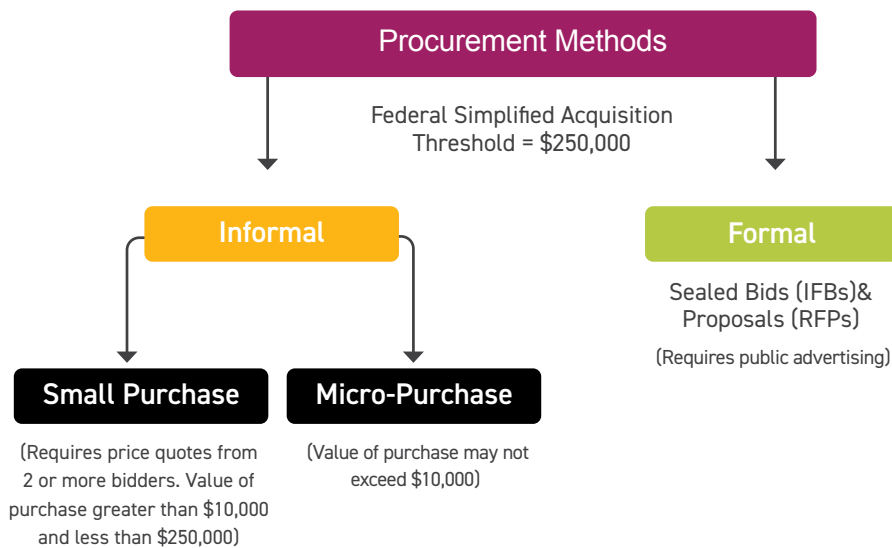 Procurement Methods
Federal Simplified Acquisition
Threshold = $250,000
Informal
Formal
Sealed Bids (IFBs)&
Proposals (RFPs)
(Requires public advertising)
Small Purchase
Micro-Purchase
(Requires price quotes from
2 or more bidders. Value of
purchase greater than $10,000
and less than $250,000)
(Value of purchase may not
exceed $10,000)